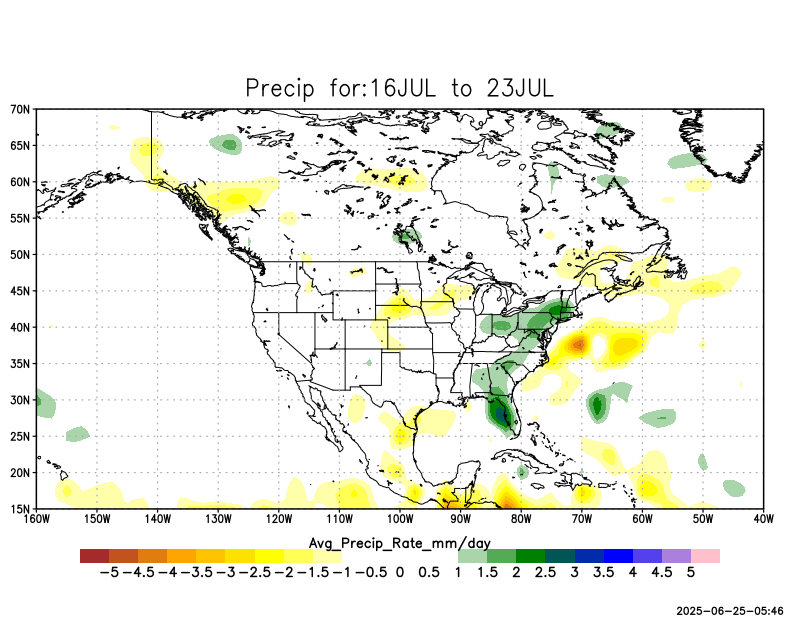 Precip for:16JUL to 23JUL
70N
65N
60N
55N
50N
45N
40N
35N
30N
25N
20N
15N
160W 150W 140W 130W 120W 110W 100W 90W 80W 70W 60W 50W 40W
Avg_Precip_Rate_mm/day
-5 -4.5 -4 -3.5 -3 -2.5 -2 -1.5 -1 -0.5 0 0.5 1 1.5 2 2.5 3 3.5 4 4.5 5
2025-06-25-05:46